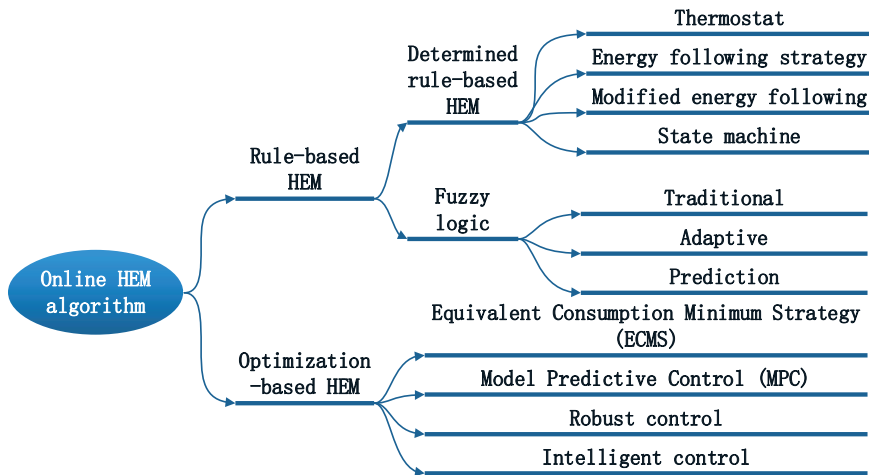 Thermostat
Determined
rule-based
HEM
Energy following strategy
Modified energy following
State machine
Rule-based
HEM
Fuzzy
logic
Traditional
Adaptive
Prediction
Online HEM
algorithm
Equivalent Consumption Minimum Strategy
(ECMS)
Optimization
-based HEM
Model Predictive Control (MPC)
Robust control
Intelligent control